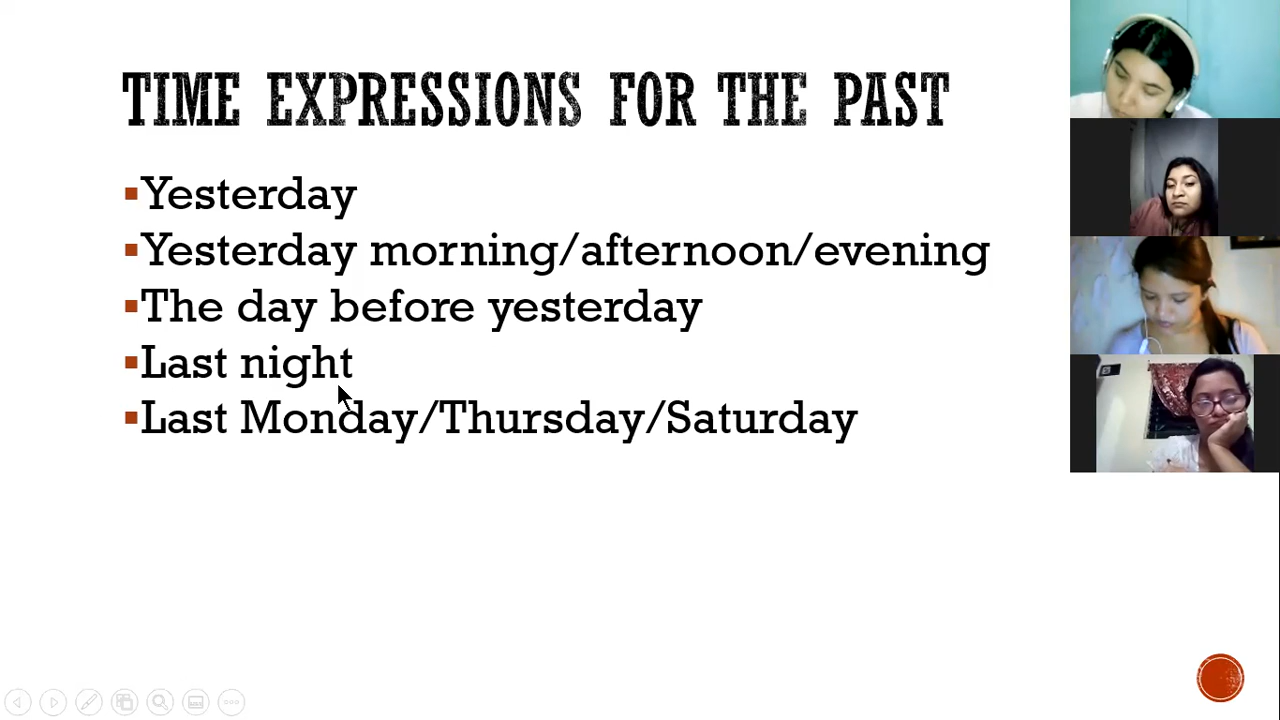 TIME EXPRESSIONS FOR THE PAST
Yesterday
Yesterday morning/afternoon/evening
The day before yesterday
Last night
Last Monday/Thursday/Saturday